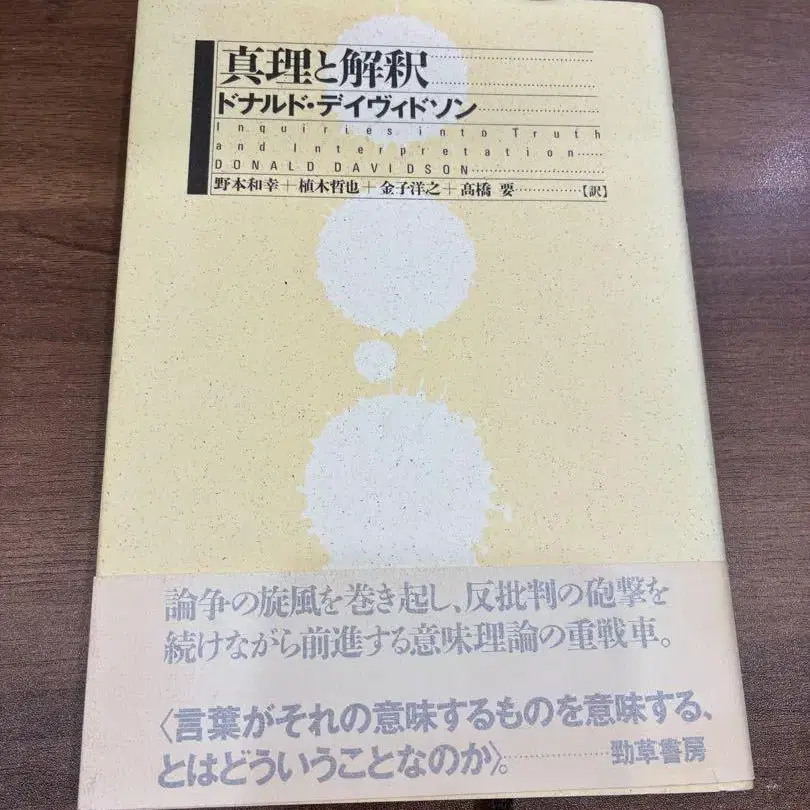 真理と解釈
ドナルド・デイヴィドソン
Inquiries into Truth
and Interpretation……
DONALD DAVIDSON……
野本和幸＋植木哲也＋金子洋之＋髙橋 要……【訳】
論争の旋風を巻き起し、反批判の砲撃を
続けながら前進する意味理論の重戦車。
〈言葉がそれの意味するものを意味する、
とはどういうことなのか〉。……勁草書房